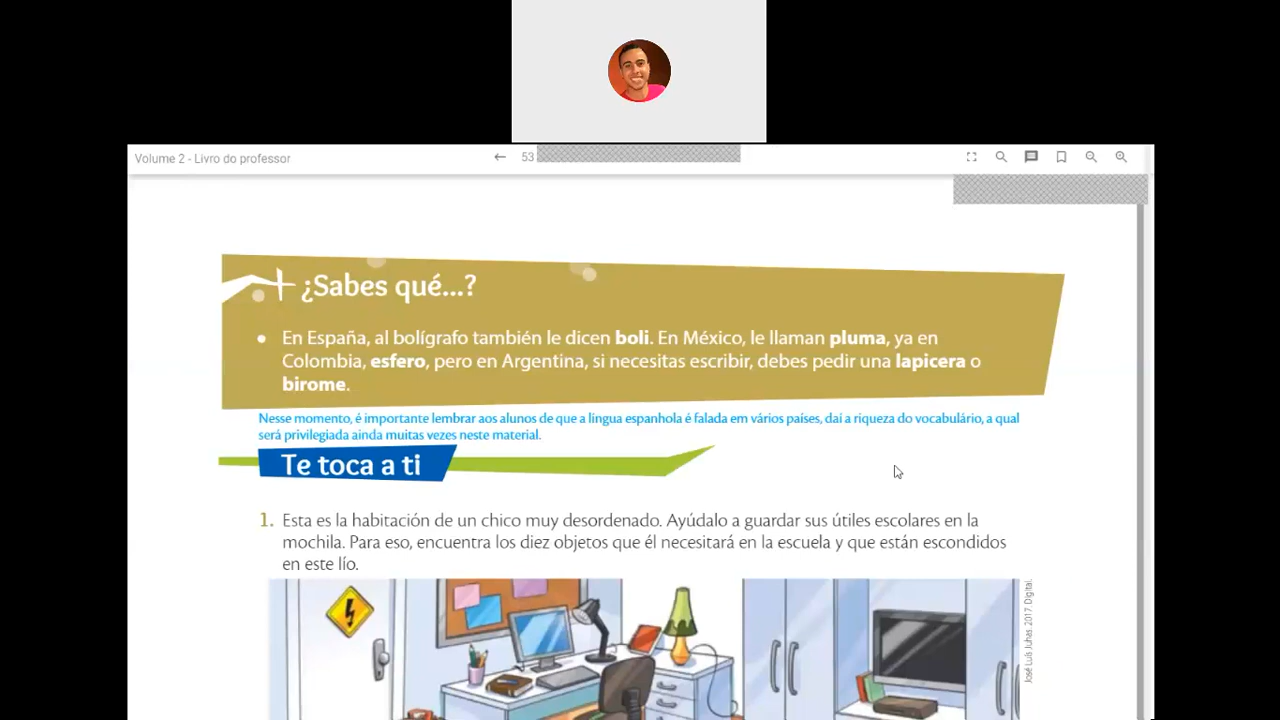 Volume 2 - Livro do professor
53
¿Sabes qué...?
• En España, al bolígrafo también le dicen boli. En México, le llaman pluma, ya en
Colombia, esfero, pero en Argentina, si necesitas escribir, debes pedir una lapicera o
birome.
Nesse momento, é importante lembrar aos alunos de que a língua espanhola é falada em vários países, daí a riqueza do vocabulário, a qual
será privilegiada ainda muitas vezes neste material.
Te toca a ti
1. Esta es la habitación de un chico muy desordenado. Ayúdalo a guardar sus útiles escolares en la
mochila. Para eso, encuentra los diez objetos que él necesitará en la escuela y que están escondidos
en este lío.
José Luís Juhas. 2017. Digital.